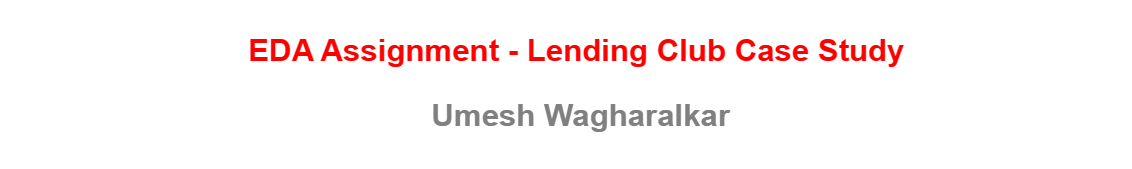 EDA Assignment - Lending Club Case Study
Umesh Wagharalkar